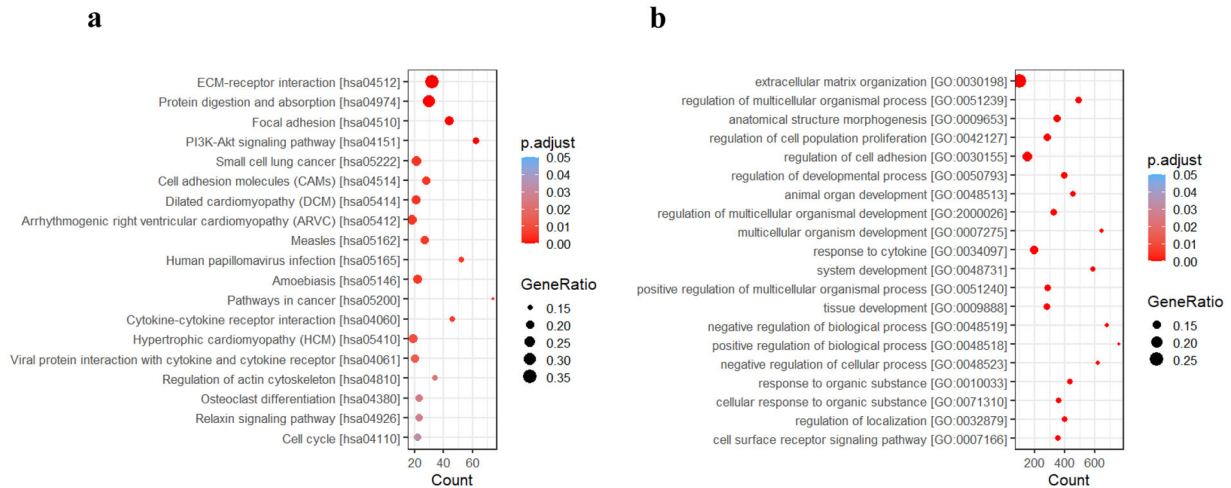 a
ECM-receptor interaction [hsa04512]
Protein digestion and absorption [hsa04974]
Focal adhesion [hsa04510]
PI3K-Akt signaling pathway [hsa04151]
Small cell lung cancer [hsa05222]
Cell adhesion molecules (CAMs) [hsa04514]
Dilated cardiomyopathy (DCM) [hsa05414]
Arrhythmogenic right ventricular cardiomyopathy (ARVC) [hsa05412]
Measles [hsa05162]
Human papillomavirus infection [hsa05165]
Amoebiasis [hsa05146]
Pathways in cancer [hsa05200]
Cytokine-cytokine receptor interaction [hsa04060]
Hypertrophic cardiomyopathy (HCM) [hsa05410]
Viral protein interaction with cytokine and cytokine receptor [hsa04061]
Regulation of actin cytoskeleton [hsa04810]
Osteoclast differentiation [hsa04380]
Relaxin signaling pathway [hsa04926]
Cell cycle [hsa04110]
20 40 60
Count
p.adjust
0.05
0.04
0.03
0.02
0.01
0.00
GeneRatio
0.15
0.20
0.25
0.30
0.35
b
extracellular matrix organization [GO:0030198]
regulation of multicellular organismal process [GO:0051239]
anatomical structure morphogenesis [GO:0009653]
regulation of cell population proliferation [GO:0042127]
regulation of cell adhesion [GO:0030155]
regulation of developmental process [GO:0050793]
animal organ development [GO:0048513]
regulation of multicellular organismal development [GO:2000026]
multicellular organism development [GO:0007275]
response to cytokine [GO:0034097]
system development [GO:0048731]
positive regulation of multicellular organismal process [GO:0051240]
tissue development [GO:0009888]
negative regulation of biological process [GO:0048519]
positive regulation of biological process [GO:0048518]
negative regulation of cellular process [GO:0048523]
response to organic substance [GO:0010033]
cellular response to organic substance [GO:0071310]
regulation of localization [GO:0032879]
cell surface receptor signaling pathway [GO:0007166]
200 400 600
Count
p.adjust
0.05
0.04
0.03
0.02
0.01
0.00
GeneRatio
0.15
0.20
0.25